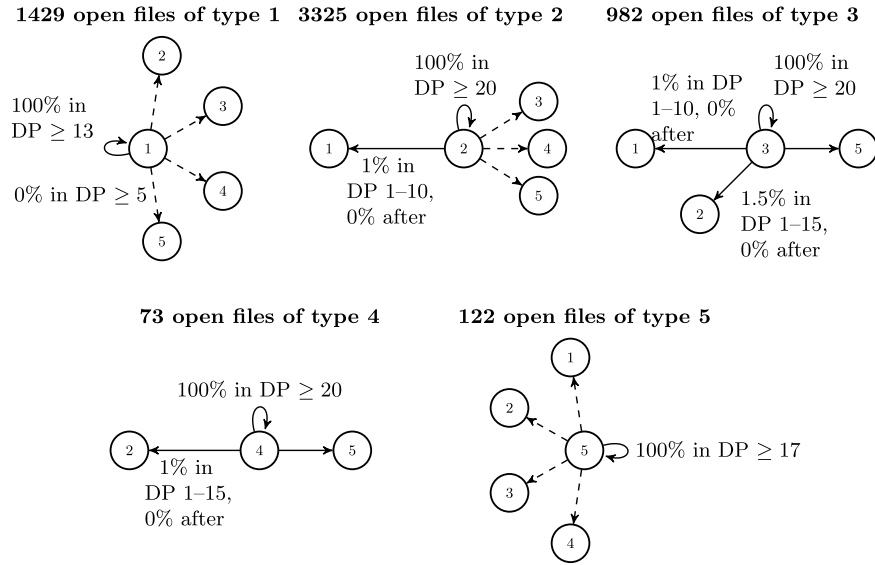 1429 open files of type 1
2
100% in
DP ≥ 13
3
1
0% in DP ≥ 5
4
5
3325 open files of type 2
100% in
DP ≥ 20
3
1
2
4
1% in
DP 1–10,
0% after
5
982 open files of type 3
1% in DP
1–10, 0%
after
100% in
DP ≥ 20
1
3
5
2
1.5% in
DP 1–15,
0% after
73 open files of type 4
100% in DP ≥ 20
2
4
5
1% in
DP 1–15,
0% after
122 open files of type 5
1
2
5
100% in DP ≥ 17
3
4